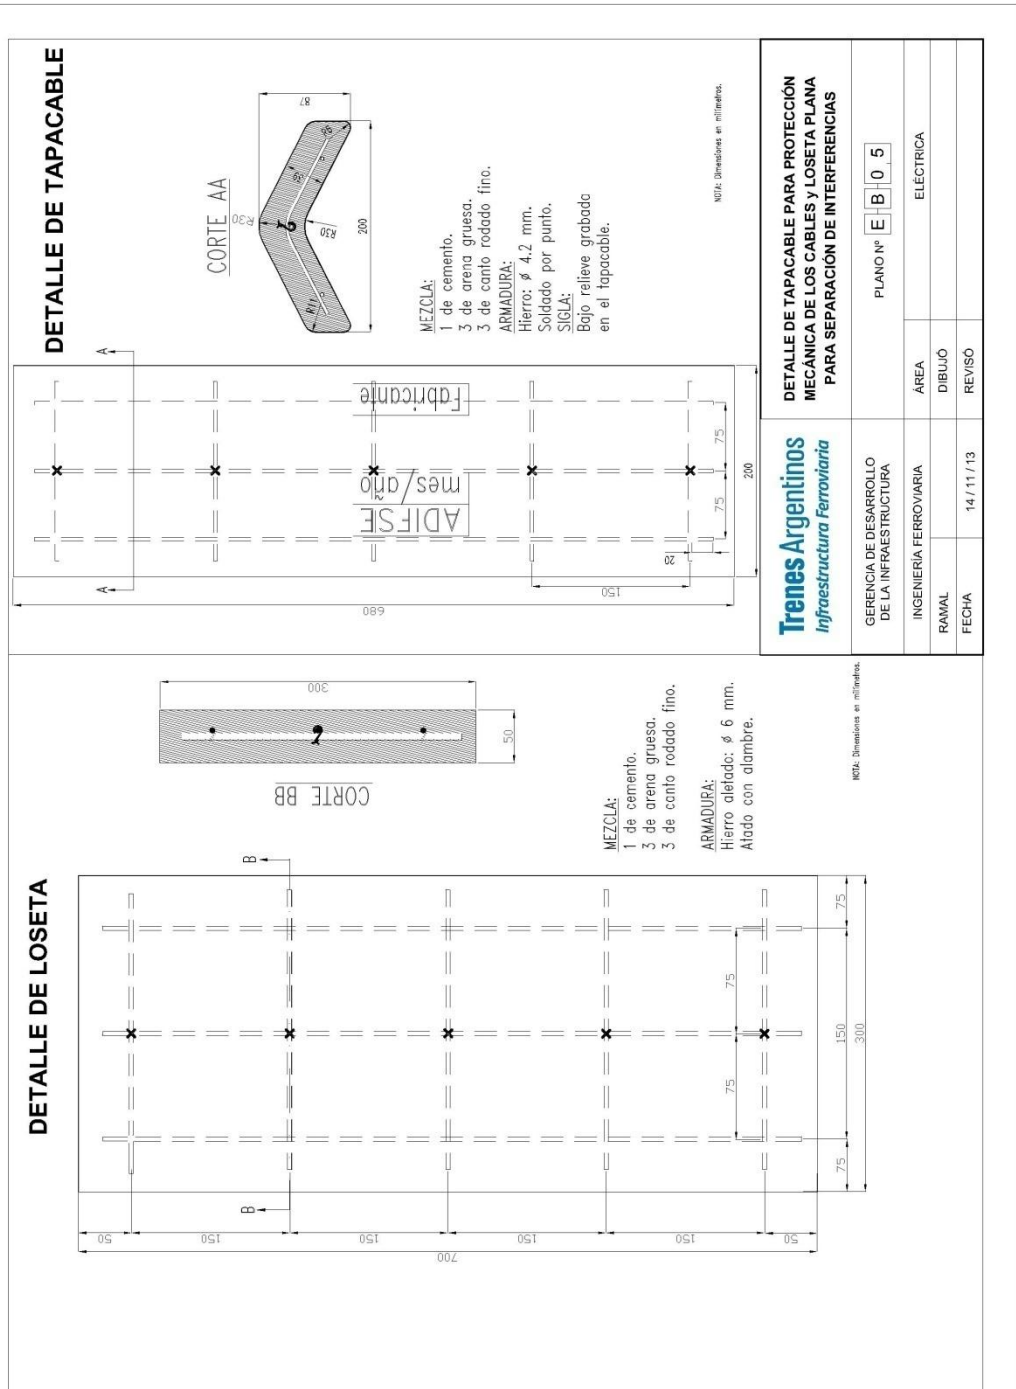 DETALLE DE LOSETA
B
B
50
150
150
150
150
50
700
75
75
75
150
75
300
CORTE BB
300
50
MEZCLA:
1 de cemento.
3 de arena gruesa.
3 de canto rodado fino.
ARMADURA:
Hierro aletado: ø 6 mm.
Atado con alambre.
NOTA: Dimensiones en milímetros.
DETALLE DE TAPACABLE
A
A
680
150
20
75
75
200
ADIFSE
mes/año
Fabricante
CORTE AA
87
200
R30
R30
R11
39
R6
MEZCLA:
1 de cemento.
3 de arena gruesa.
3 de canto rodado fino.
ARMADURA:
Hierro: ø 4.2 mm.
Soldado por punto.
SIGLA:
Bajo relieve grabada
en el tapacable.
NOTA: Dimensiones en milímetros.
Trenes Argentinos
Infraestructura Ferroviaria
DETALLE DE TAPACABLE PARA PROTECCIÓN
MECÁNICA DE LOS CABLES y LOSETA PLANA
PARA SEPARACIÓN DE INTERFERENCIAS
GERENCIA DE DESARROLLO
DE LA INFRAESTRUCTURA
PLANO Nº E B 0 5
INGENIERÍA FERROVIARIA
ÁREA
ELÉCTRICA
RAMAL
DIBUJÓ
FECHA
14 / 11 / 13
REVISÓ